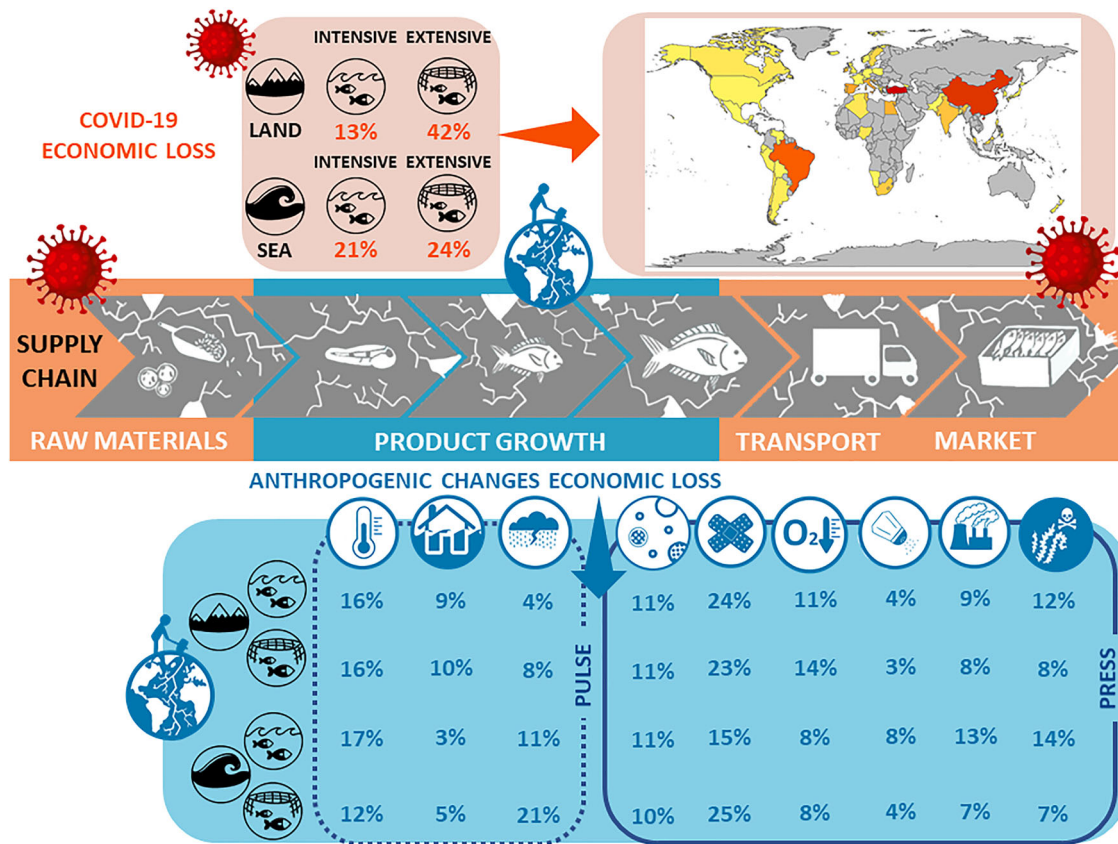 COVID-19
ECONOMIC LOSS
INTENSIVE EXTENSIVE
LAND 13% 42%
INTENSIVE EXTENSIVE
SEA 21% 24%
SUPPLY
CHAIN
RAW MATERIALS PRODUCT GROWTH TRANSPORT MARKET
ANTHROPOGENIC CHANGES ECONOMIC LOSS
O2
16% 9% 4% 11% 24% 11% 4% 9% 12%
16% 10% 8% 11% 23% 14% 3% 8% 8%
PULSE
PRESS
17% 3% 11% 11% 15% 8% 8% 13% 14%
12% 5% 21% 10% 25% 8% 4% 7% 7%